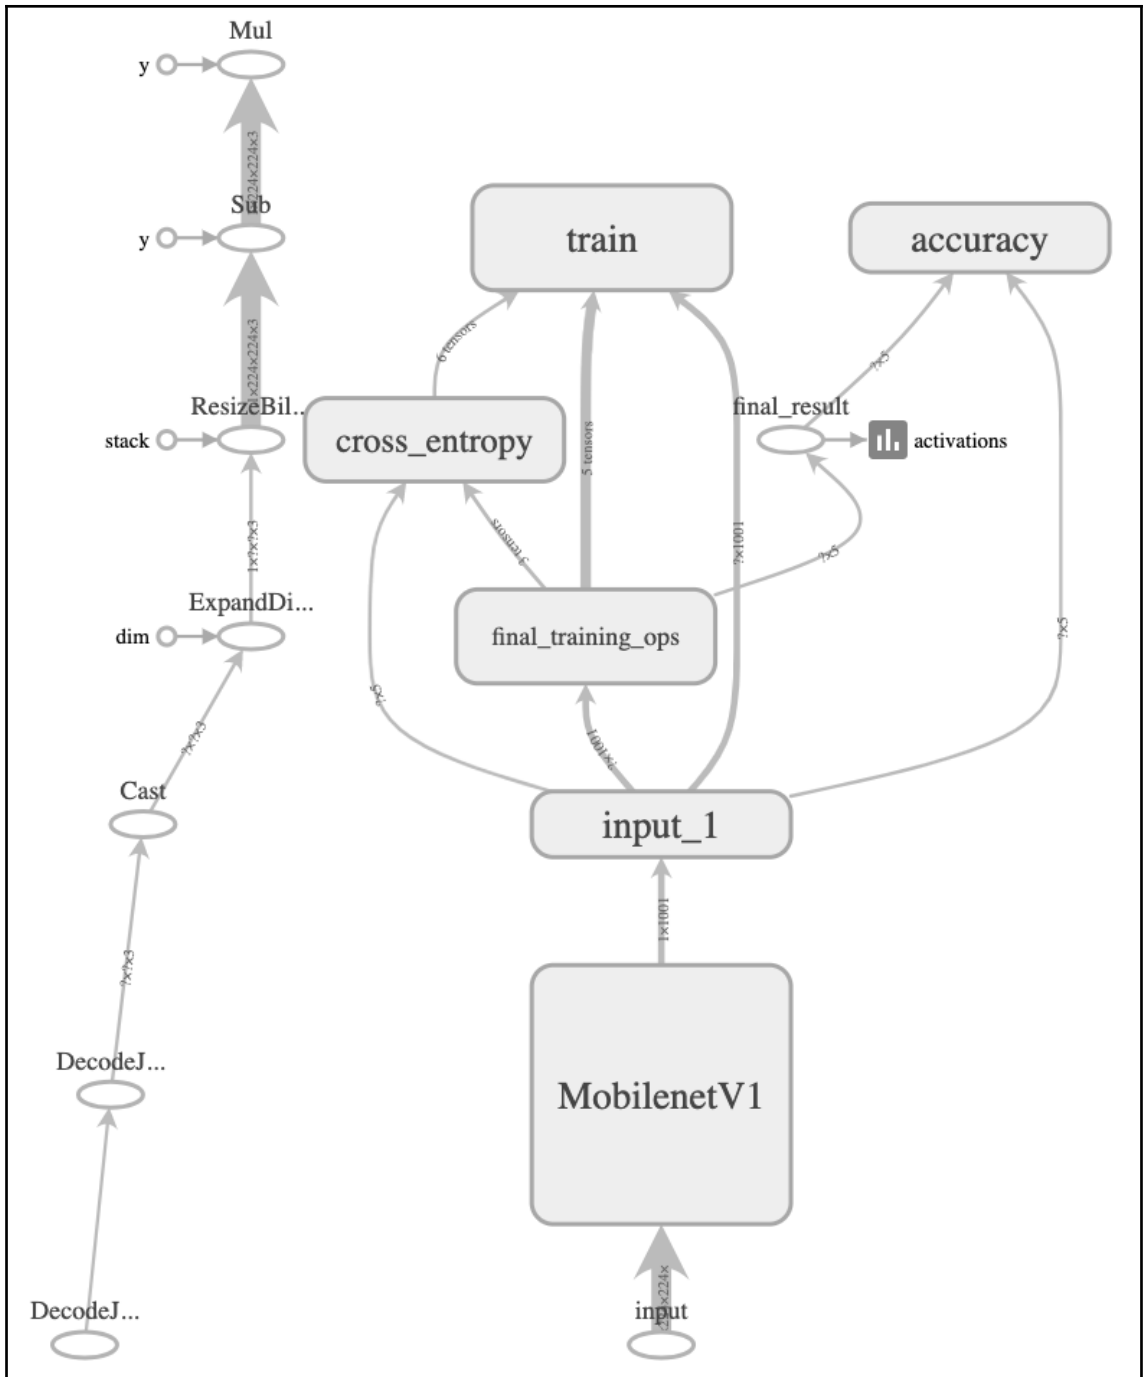 Mul
y
224×224×3
Sub
y
1×224×224×3
train
accuracy
6 tensors
?×5
ResizeBil...
final_result
stack
cross_entropy
5 tensors
activations
1×?×?×3
3 tensors
?×1001
?×5
ExpandDi...
dim
final_training_ops
?×5
?×5
?×?×3
?×1001
Cast
input_1
1×1001
?×?×3
DecodeJ...
MobilenetV1
DecodeJ...
input